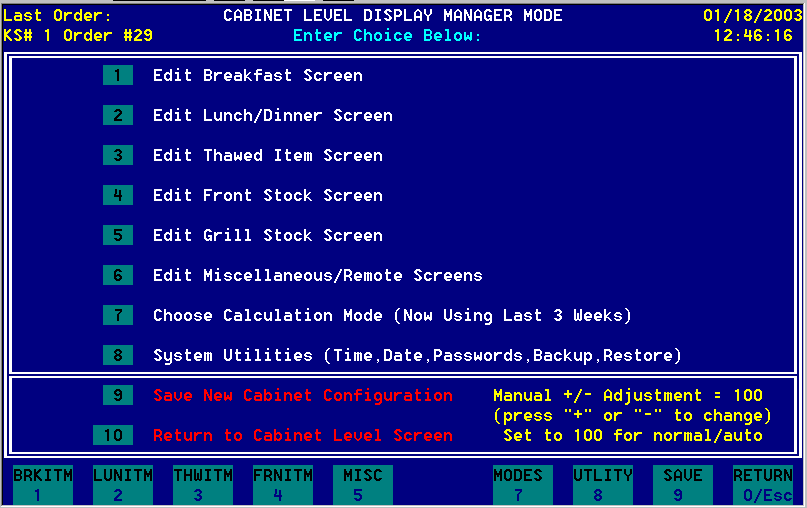 Last Order: CABINET LEVEL DISPLAY MANAGER MODE 01/18/2003
KS# 1 Order #29 Enter Choice Below: 12:46:16
1 Edit Breakfast Screen
2 Edit Lunch/Dinner Screen
3 Edit Thawed Item Screen
4 Edit Front Stock Screen
5 Edit Grill Stock Screen
6 Edit Miscellaneous/Remote Screens
7 Choose Calculation Mode (Now Using Last 3 Weeks)
8 System Utilities (Time,Date,Passwords,Backup,Restore)
9 Save New Cabinet Configuration Manual +/- Adjustment = 100
(press "+" or "-" to change)
10 Return to Cabinet Level Screen Set to 100 for normal/auto
BRKITM LUNITM THWITM FRNITM MISC MODES UTLITY SAVE RETURN
1 2 3 4 5 7 8 9 0/Esc